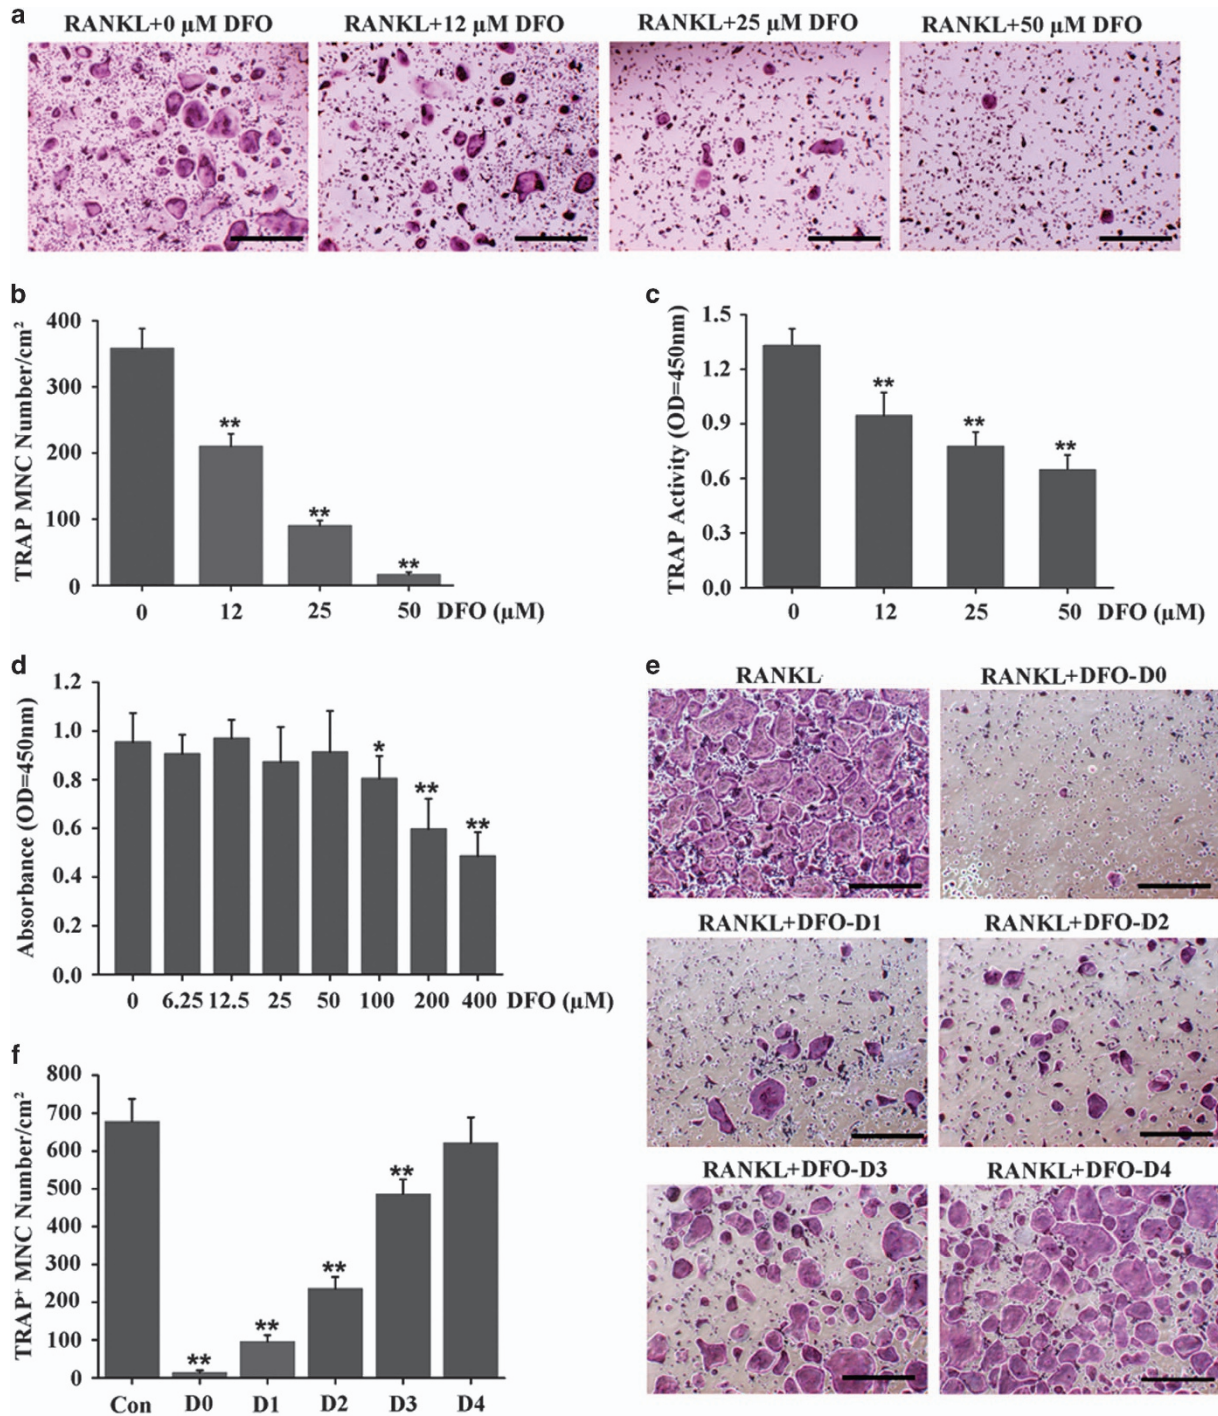 a
RANKL+0 μM DFO
RANKL+12 μM DFO
RANKL+25 μM DFO
RANKL+50 μM DFO
b
TRAP MNC Number/cm²
400
300
200
100
0
**
**
**
0 12 25 50 DFO (μM)
c
TRAP Activity (OD=450nm)
1.5
1.2
0.9
0.6
0.3
0.0
**
**
**
0 12 25 50 DFO (μM)
d
Absorbance (OD=450nm)
1.2
1.0
0.8
0.6
0.4
0.2
0.0
*
**
**
0 6.25 12.5 25 50 100 200 400 DFO (μM)
e
RANKL
RANKL+DFO-D0
RANKL+DFO-D1
RANKL+DFO-D2
RANKL+DFO-D3
RANKL+DFO-D4
f
TRAP⁺ MNC Number/cm²
800
700
600
500
400
300
200
100
0
**
**
**
**
Con D0 D1 D2 D3 D4